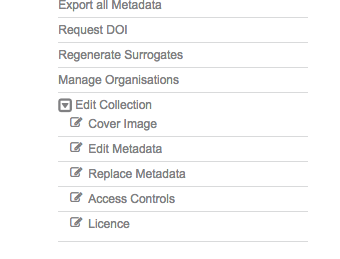 Export all Metadata
Request DOI
Regenerate Surrogates
Manage Organisations
Edit Collection
Cover Image
Edit Metadata
Replace Metadata
Access Controls
Licence